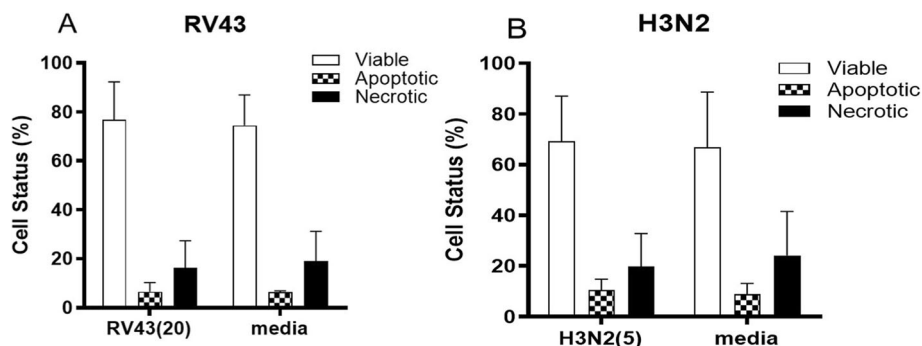 A
RV43
Viable
Apoptotic
Necrotic
Cell Status (%)
100
80
60
40
20
0
RV43(20)
media
B
H3N2
Viable
Apoptotic
Necrotic
Cell Status (%)
100
80
60
40
20
0
H3N2(5)
media